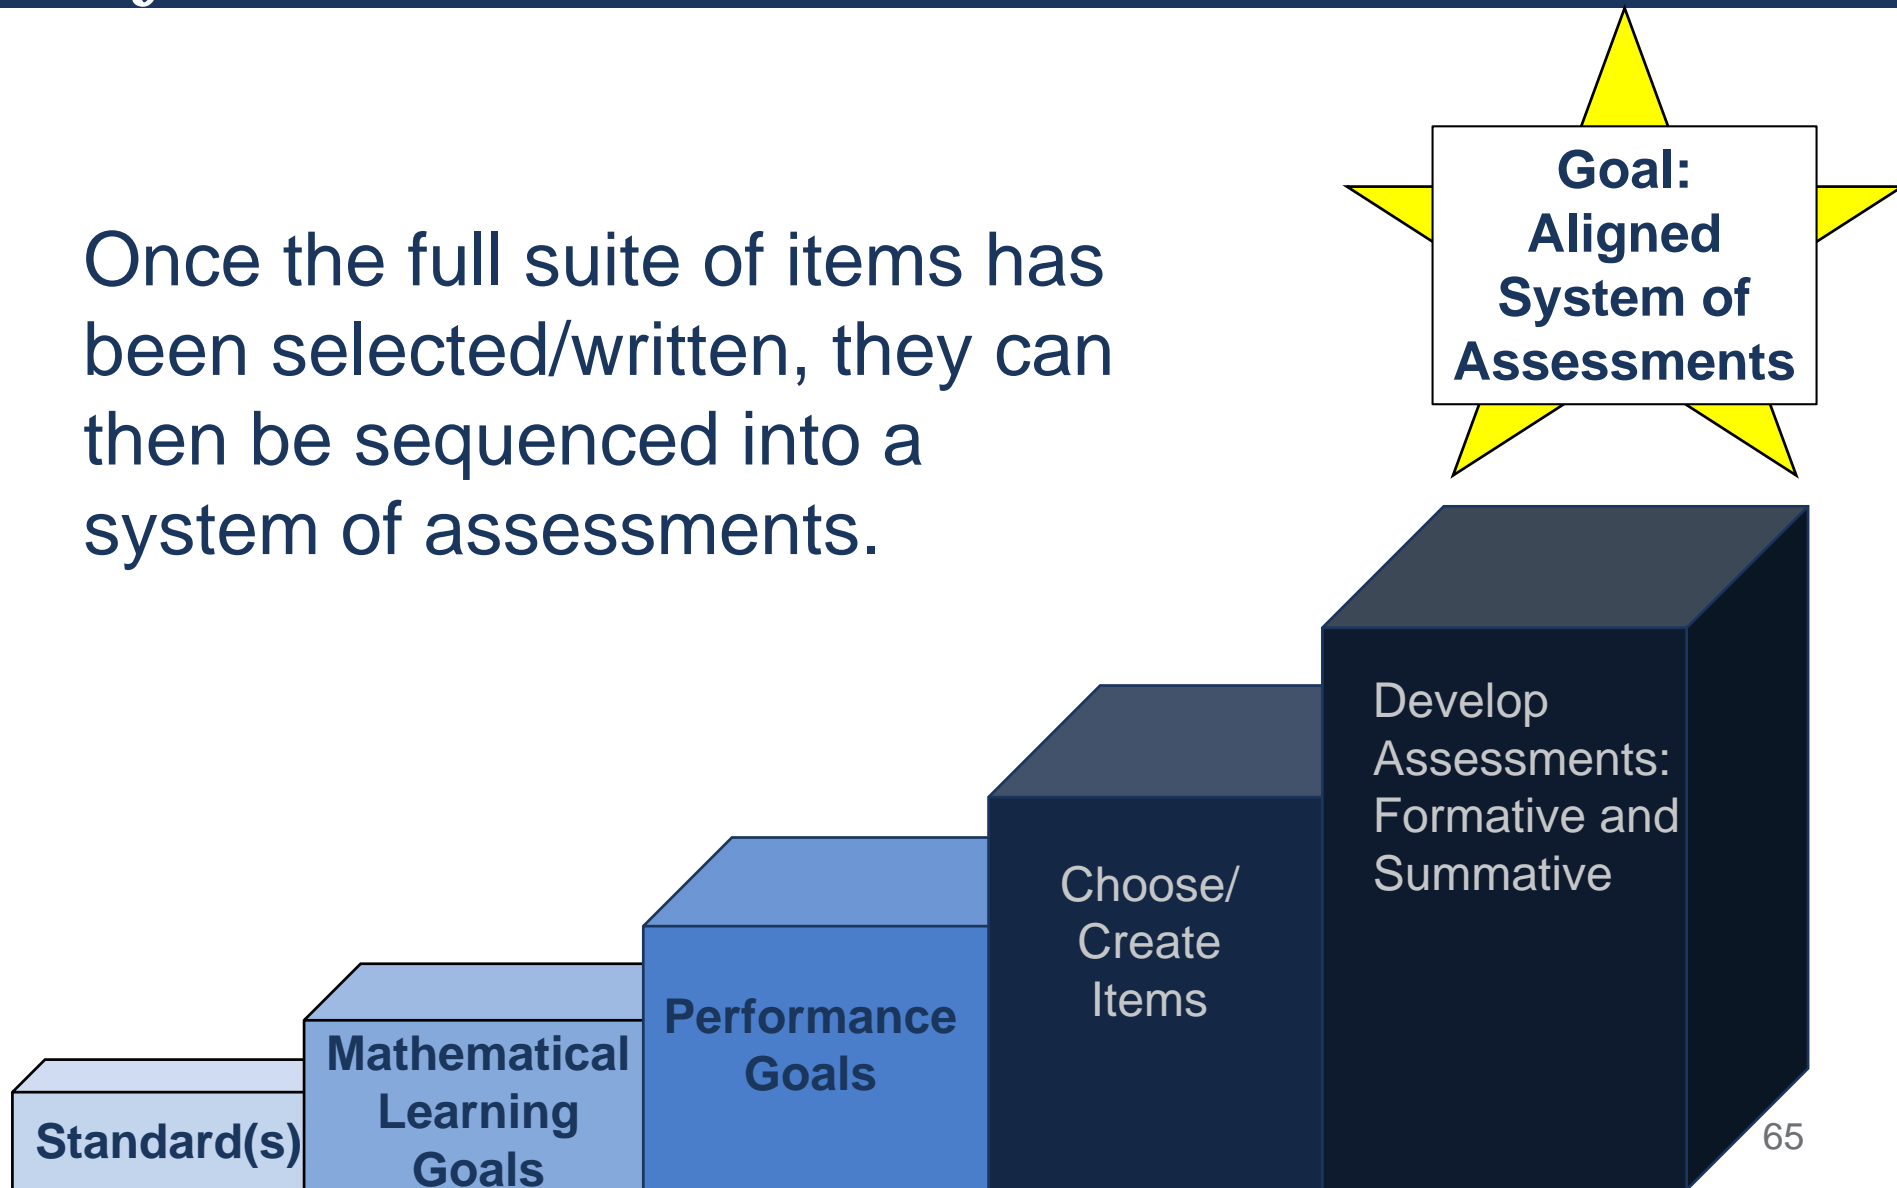 Once the full suite of items has
been selected/written, they can
then be sequenced into a
system of assessments.
Goal:
Aligned
System of
Assessments
Standard(s)
Mathematical
Learning
Goals
Performance
Goals
Choose/
Create
Items
Develop
Assessments:
Formative and
Summative
65